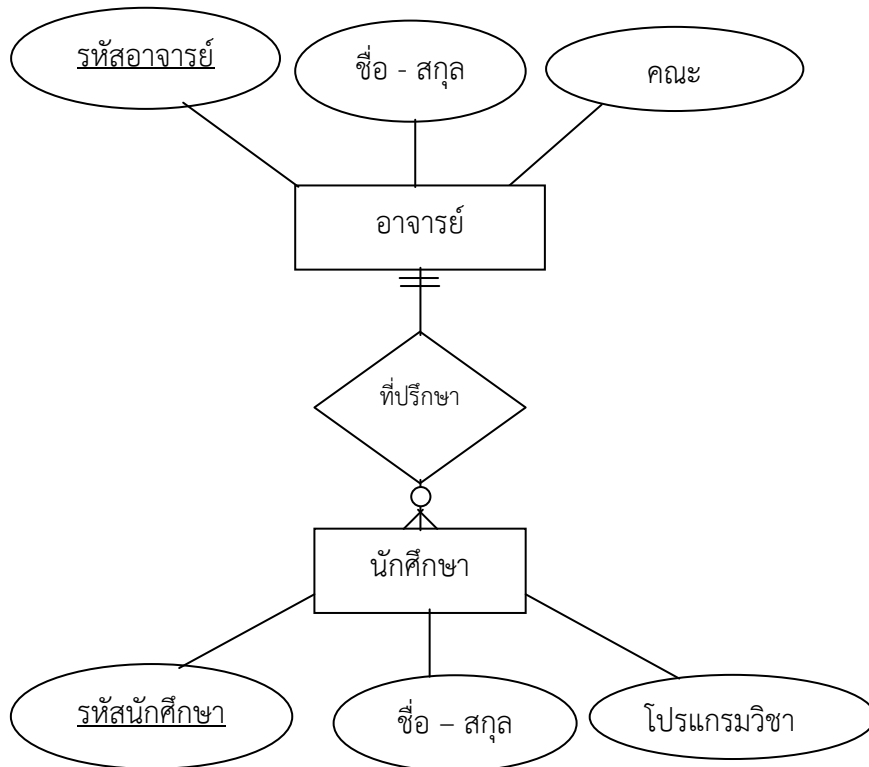 รหัสอาจารย์
ชื่อ - สกุล
คณะ
อาจารย์
ที่ปรึกษา
นักศึกษา
รหัสนักศึกษา
ชื่อ – สกุล
โปรแกรมวิชา